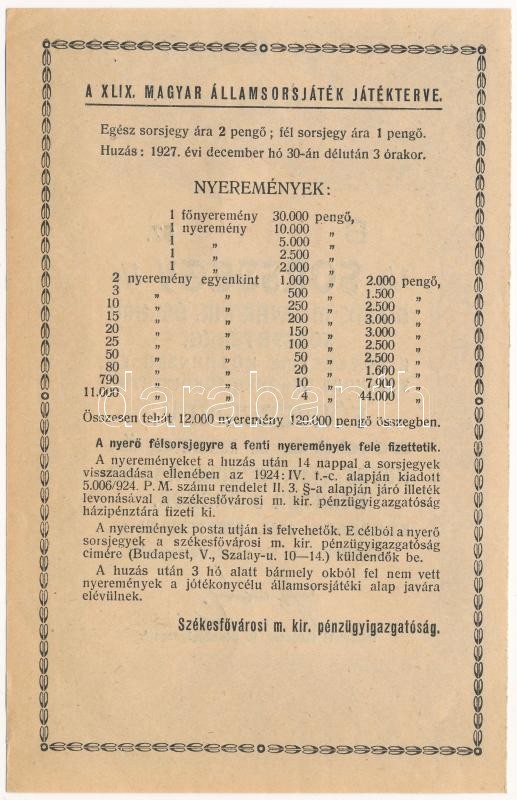 A XLIX. MAGYAR ÁLLAMSORSJÁTÉK JÁTÉKTERVE.
Egész sorsjegy ára 2 pengő; fél sorsjegy ára 1 pengő.
Huzás: 1927. évi december hó 30-án délután 3 órakor.
NYEREMÉNYEK:
1 főnyeremény 30.000 pengő,
1 nyeremény 10.000 „
1 „ 5.000 „
1 „ 2.500 „
1 „ 2.000 „
2 nyeremény egyenkint 1.000 „ 2.000 pengő,
3 „ „ 500 „ 1.500 „
10 „ „ 250 „ 2.500 „
15 „ „ 200 „ 3.000 „
20 „ „ 150 „ 3.000 „
25 „ „ 100 „ 2.500 „
50 „ „ 50 „ 2.500 „
80 „ „ 20 „ 1.600 „
790 „ „ 10 „ 7.900 „
11.000 „ „ 4 „ 44.000 „
Összesen tehát 12.000 nyeremény 120.000 pengő összegben.
A nyerő félsorsjegyre a fenti nyeremények fele fizettetik.
A nyereményeket a huzás után 14 nappal a sorsjegyek
visszaadása ellenében az 1924: IV. t.-c. alapján kiadott
5.006/924. P. M. számu rendelet II. 3. §-a alapján járó illeték
levonásával a székesfővárosi m. kir. pénzügyigazgatóság
házipénztára fizeti ki.
A nyeremények posta utján is felvehetők. E célból a nyerő
sorsjegyek a székesfővárosi m. kir. pénzügyigazgatóság
cimére (Budapest, V., Szalay-u. 10—14.) küldendők be.
A huzás után 3 hó alatt bármely okból fel nem vett
nyeremények a jótékonycélu államsorsjátéki alap javára
elévülnek.
Székesfővárosi m. kir. pénzügyigazgatóság.
darabanth